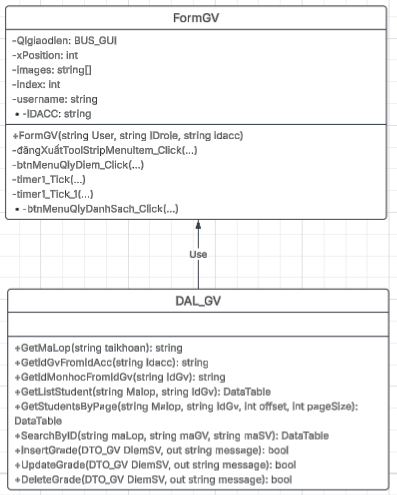 FormGV
-Qlgiaodien: BUS_GUI
-xPosition: int
-Images: string[]
-Index: int
-username: string
• -IDACC: string
+FormGV(string User, string IDrole, string idacc)
-đăngXuấtToolStripMenuItem_Click(...)
-btnMenuQlyDiem_Click(...)
-timer1_Tick(...)
-timer1_Tick_1(...)
• -btnMenuQlyDanhSach_Click(...)
Use
DAL_GV
+GetMaLop(string taikhoan): string
+GetIdGvFromIdAcc(string idacc): string
+GetIdMonhocFromIdGv(string IdGv): string
+GetListStudent(string Malop, string IdGv): DataTable
+GetStudentsByPage(string Malop, string IdGv, int offset, int pageSize):
DataTable
+SearchByID(string maLop, string maGV, string maSV): DataTable
+InsertGrade(DTO_GV DiemSV, out string message): bool
+UpdateGrade(DTO_GV DiemSV, out string message): bool
+DeleteGrade(DTO_GV DiemSV, out string message): bool